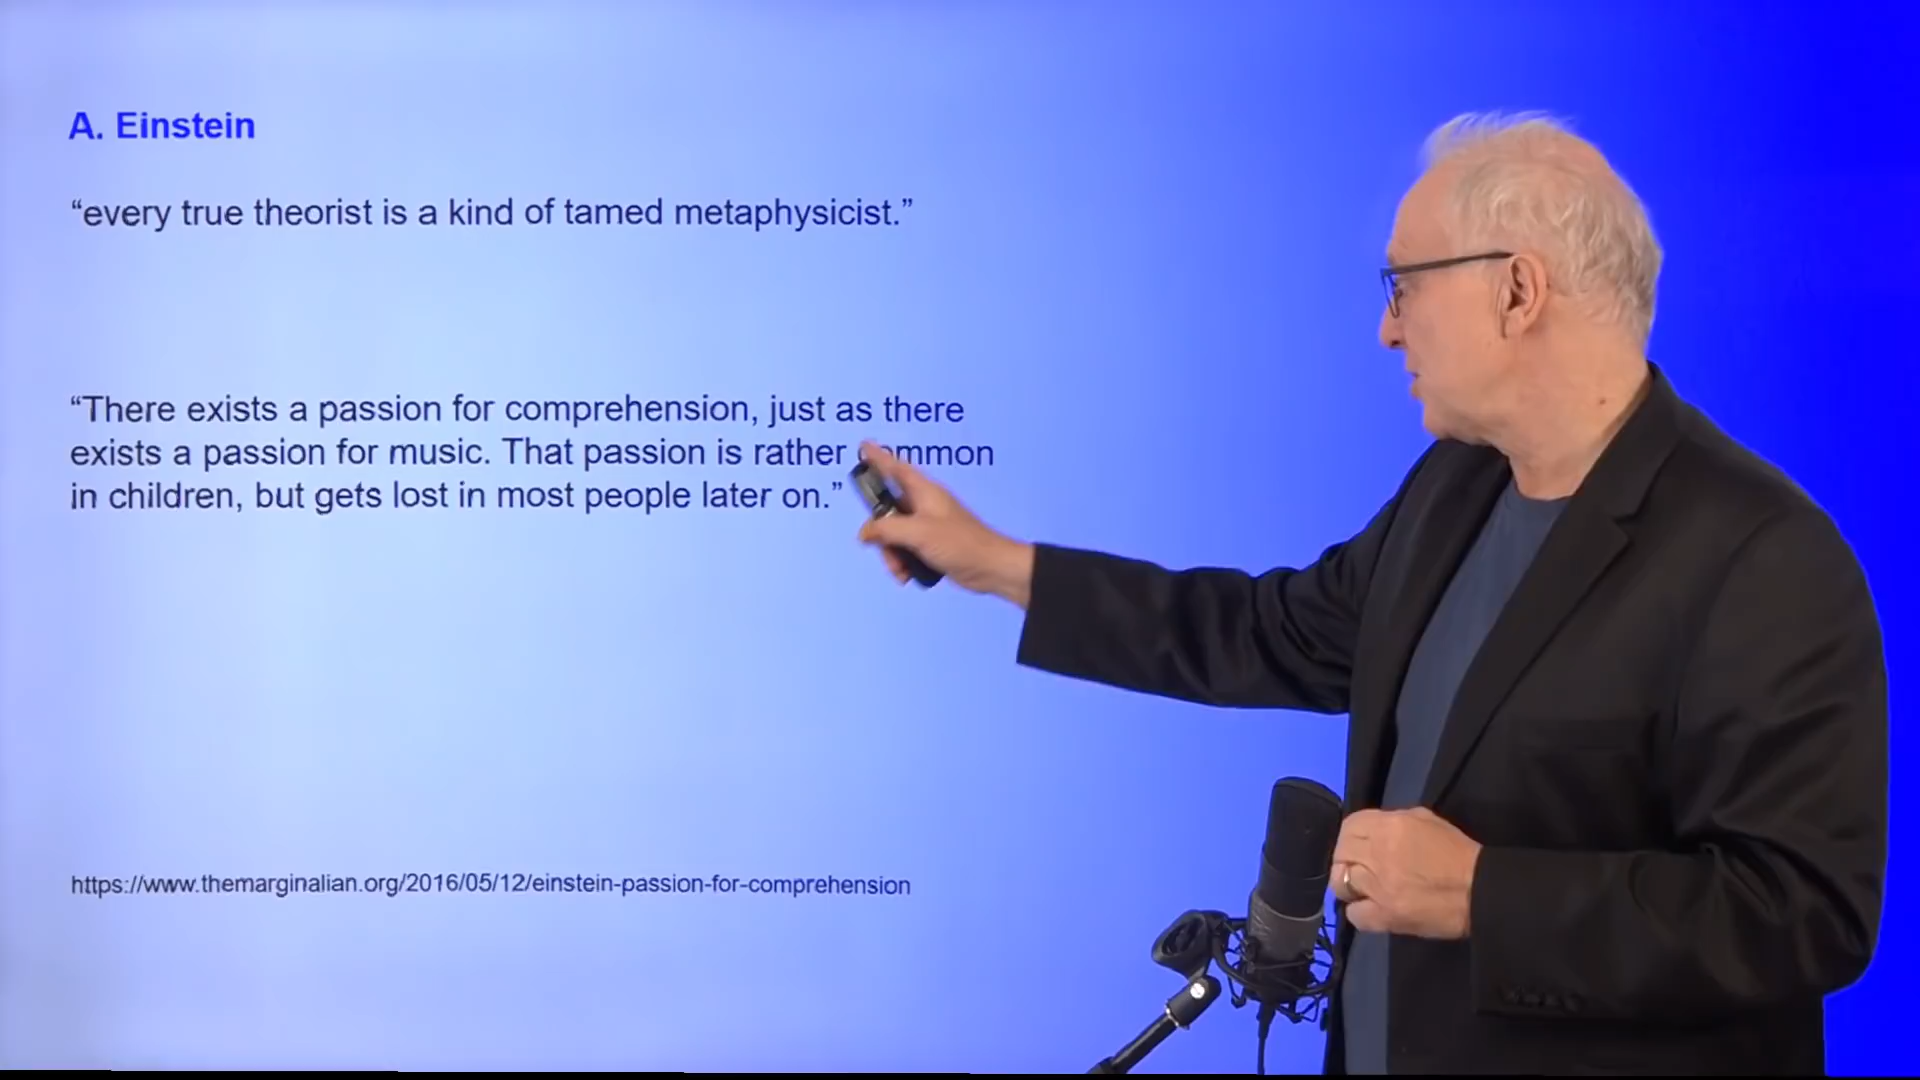 A. Einstein
“every true theorist is a kind of tamed metaphysicist.”
“There exists a passion for comprehension, just as there
exists a passion for music. That passion is rather common
in children, but gets lost in most people later on.”
https://www.themarginalian.org/2016/05/12/einstein-passion-for-comprehension